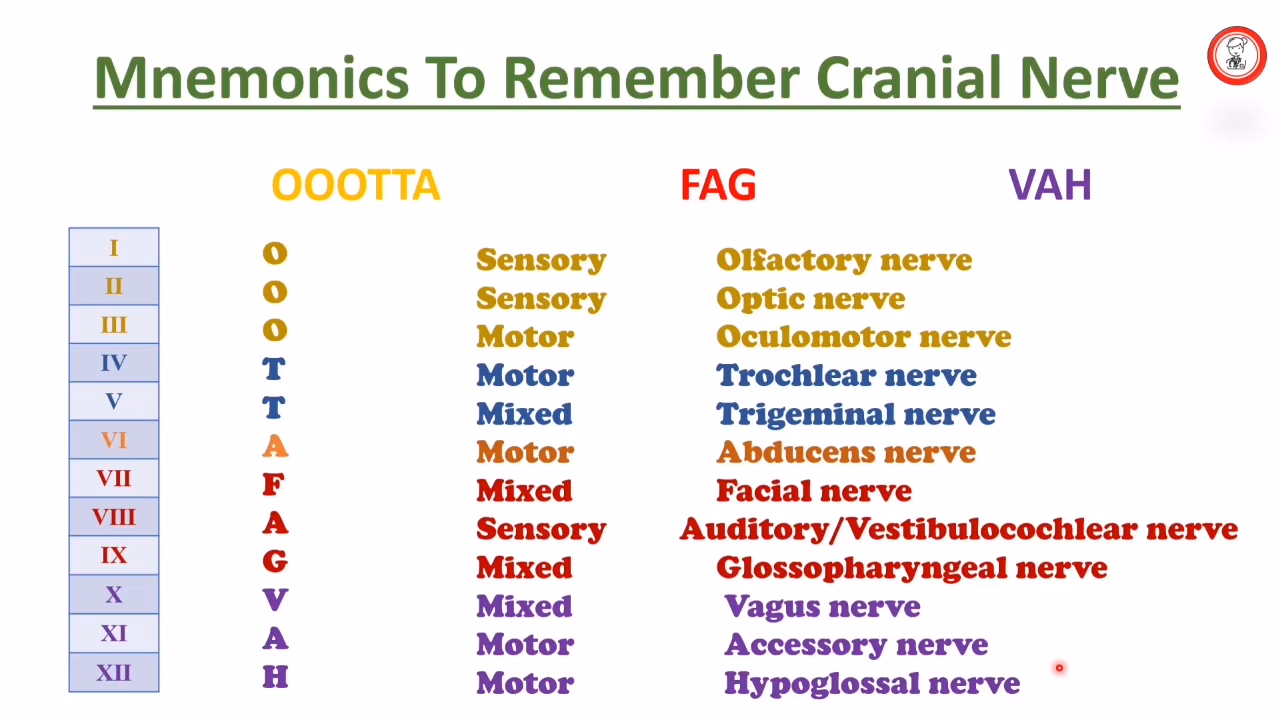 Mnemonics To Remember Cranial Nerve
OOOTTA FAG VAH
I O Sensory Olfactory nerve
II O Sensory Optic nerve
III O Motor Oculomotor nerve
IV T Motor Trochlear nerve
V T Mixed Trigeminal nerve
VI A Motor Abducens nerve
VII F Mixed Facial nerve
VIII A Sensory Auditory/Vestibulocochlear nerve
IX G Mixed Glossopharyngeal nerve
X V Mixed Vagus nerve
XI A Motor Accessory nerve
XII H Motor Hypoglossal nerve